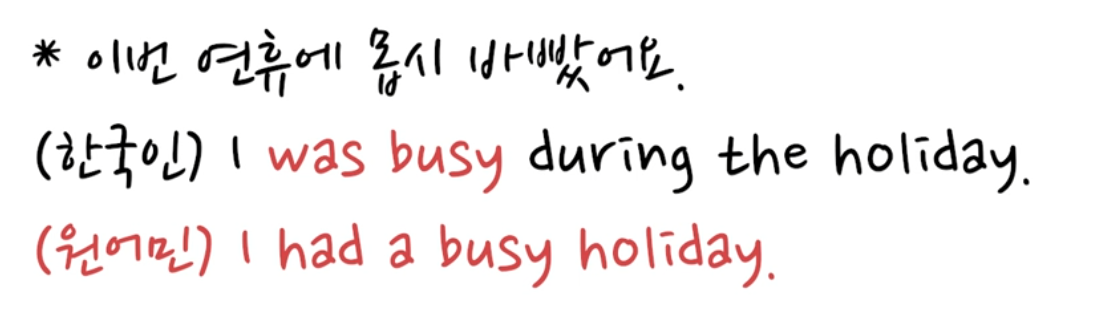 * 이번 연휴에 몹시 바빴어요.
(한국인) I was busy during the holiday.
(원어민) I had a busy holiday.